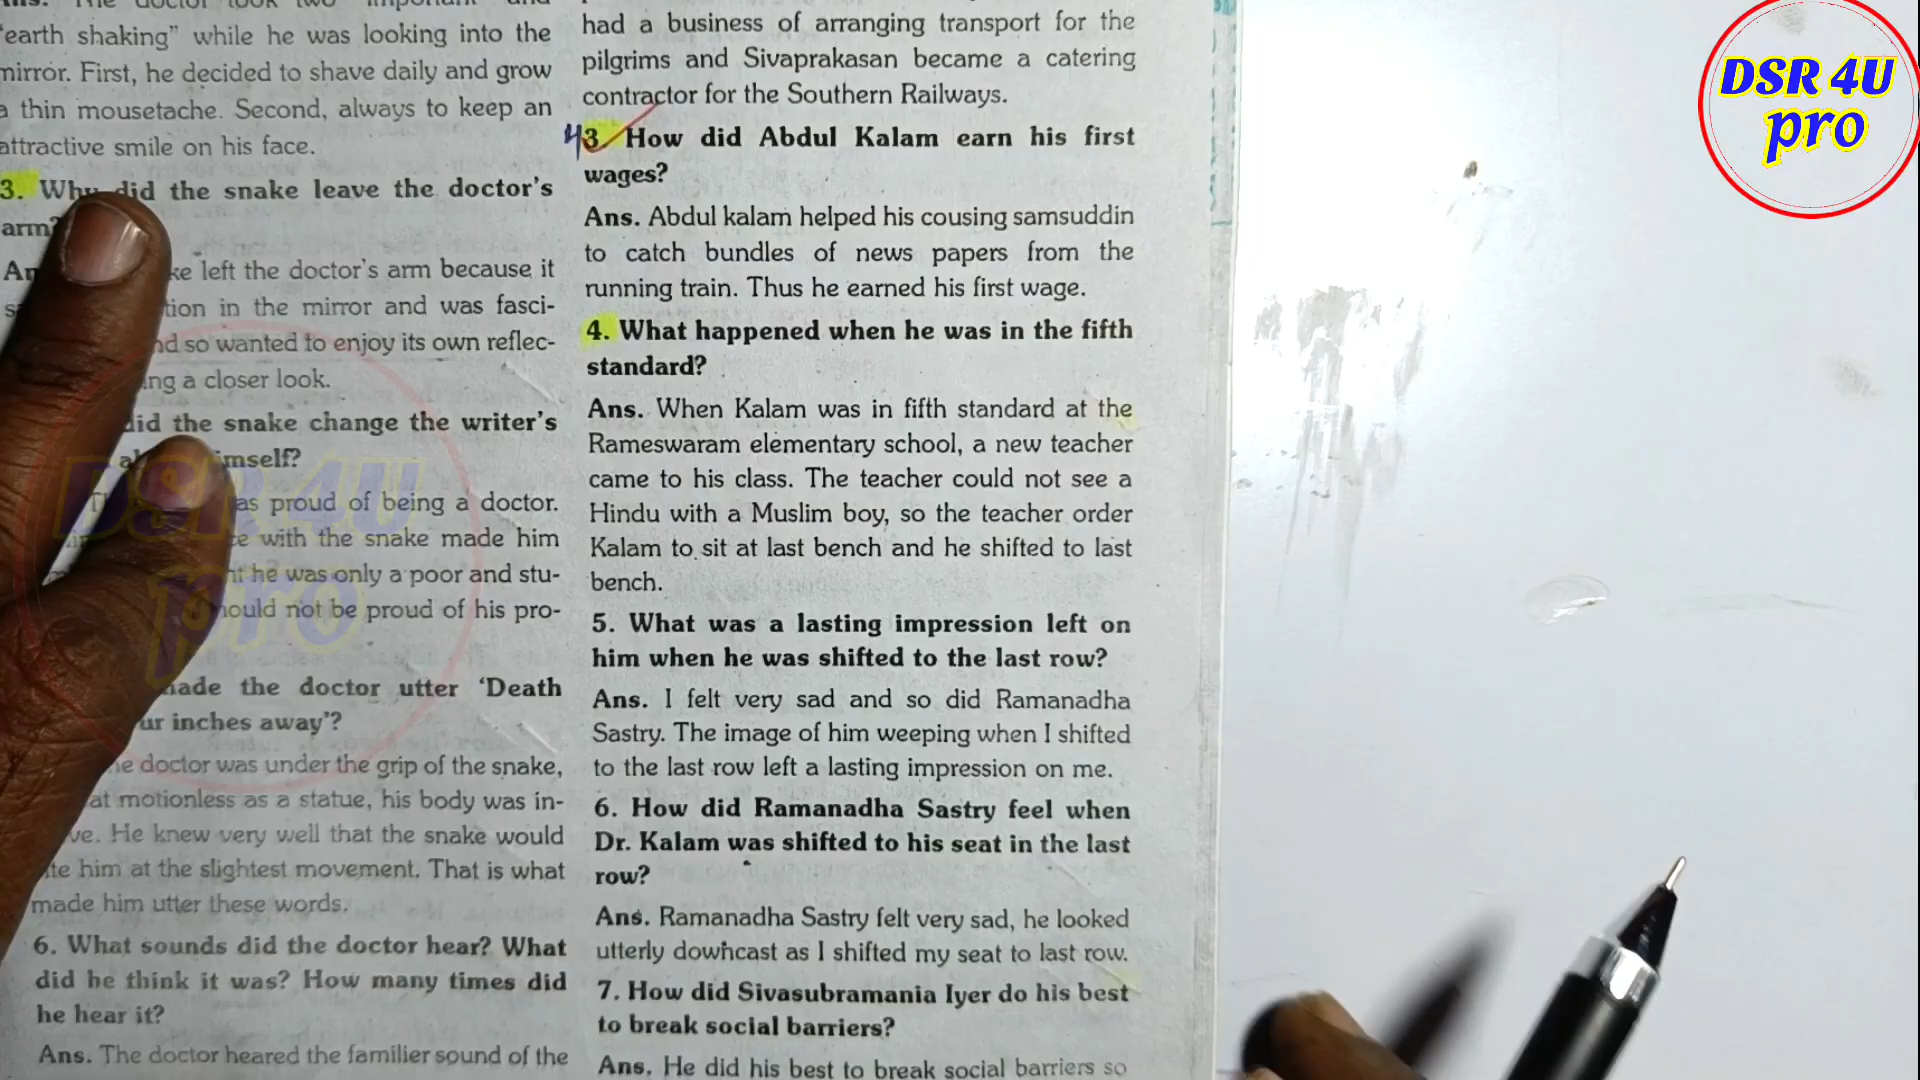 "earth shaking" while he was looking into the
mirror. First, he decided to shave daily and grow
a thin mousetache. Second, always to keep an
attractive smile on his face.
3. Why did the snake leave the doctor's
arm?
left the doctor's arm because it
in the mirror and was fasci-
so wanted to enjoy its own reflec-
a closer look.
did the snake change the writer's
proud of being a doctor.
with the snake made him
he was only a poor and stu-
not be proud of his pro-
the doctor utter 'Death
inches away'?
doctor was under the grip of the snake,
motionless as a statue, his body was in-
He knew very well that the snake would
him at the slightest movement. That is what
made him utter these words.
6. What sounds did the doctor hear? What
did he think it was? How many times did
he hear it?
Ans. The doctor heared the familier sound of the
had a business of arranging transport for the
pilgrims and Sivaprakasan became a catering
contractor for the Southern Railways.
43. How did Abdul Kalam earn his first
wages?
Ans. Abdul kalam helped his cousing samsuddin
to catch bundles of news papers from the
running train. Thus he earned his first wage.
4. What happened when he was in the fifth
standard?
Ans. When Kalam was in fifth standard at the
Rameswaram elementary school, a new teacher
came to his class. The teacher could not see a
Hindu with a Muslim boy, so the teacher order
Kalam to sit at last bench and he shifted to last
bench.
5. What was a lasting impression left on
him when he was shifted to the last row?
Ans. I felt very sad and so did Ramanadha
Sastry. The image of him weeping when I shifted
to the last row left a lasting impression on me.
6. How did Ramanadha Sastry feel when
Dr. Kalam was shifted to his seat in the last
row?
Ans. Ramanadha Sastry felt very sad, he looked
utterly downcast as I shifted my seat to last row.
7. How did Sivasubramania Iyer do his best
to break social barriers?
Ans. He did his best to break social barriers so
DSR 4U
pro
DSR 4U
pro